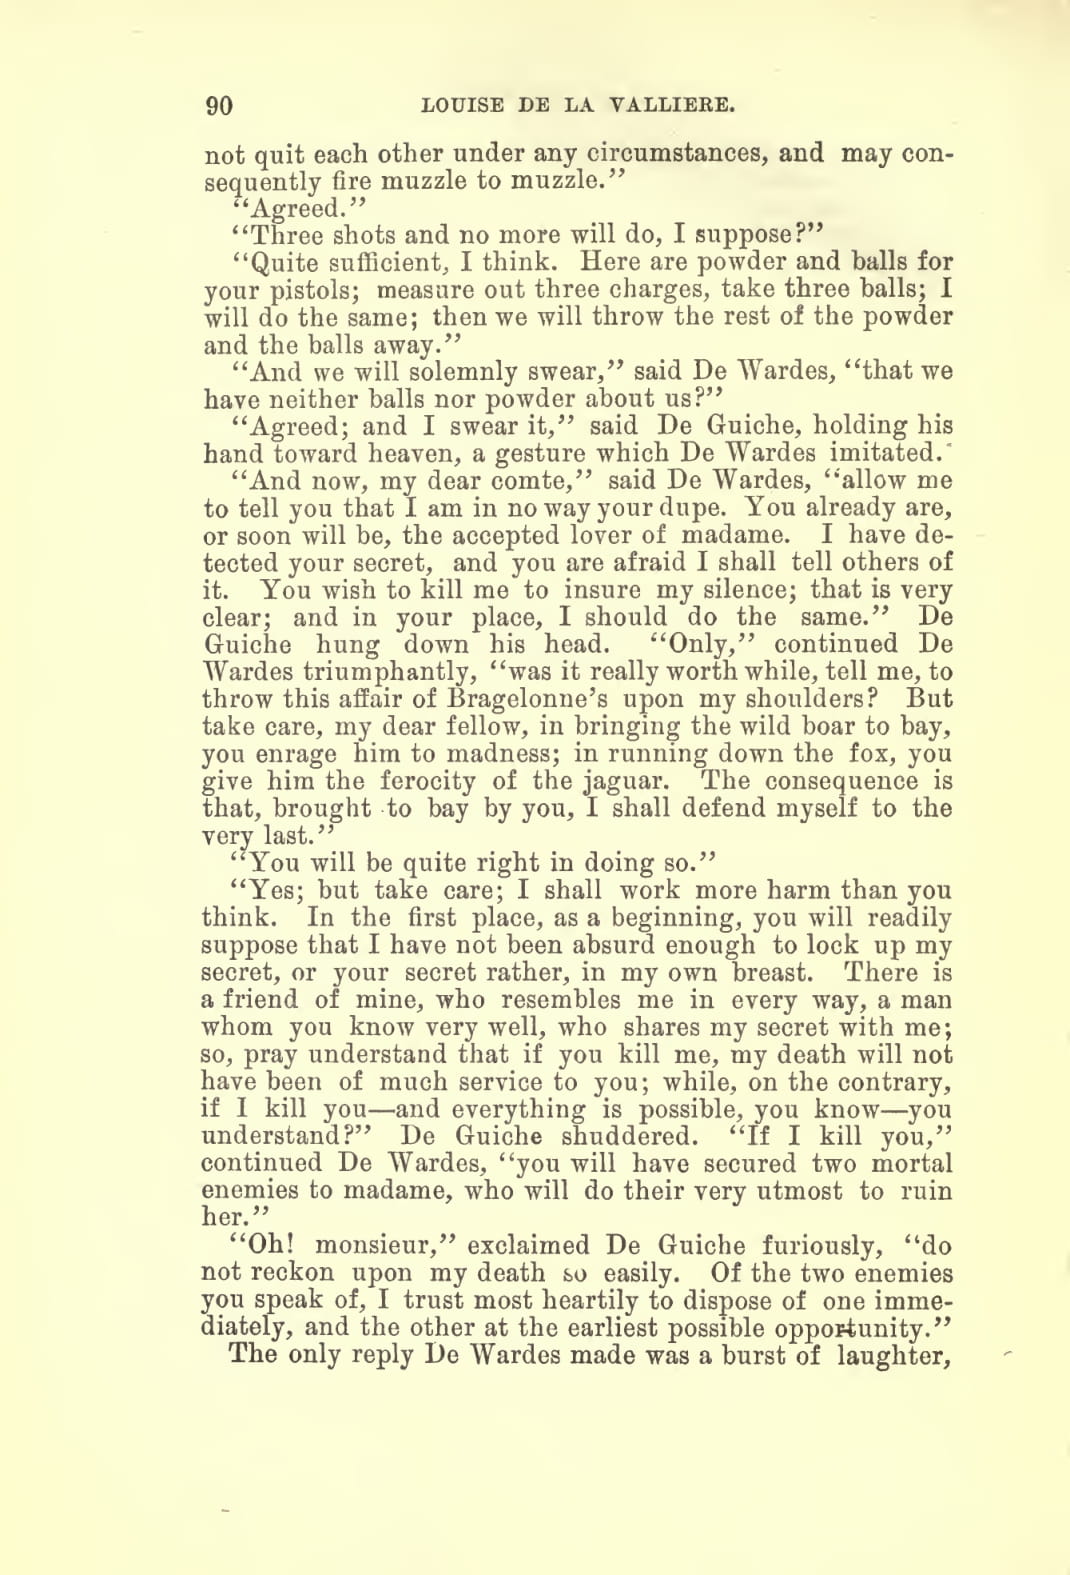 90 LOUISE DE LA VALLIERE.
not quit each other under any circumstances, and may con-
sequently fire muzzle to muzzle.”
“Agreed.”
“Three shots and no more will do, I suppose?”
“Quite sufficient, I think. Here are powder and balls for
your pistols; measure out three charges, take three balls; I
will do the same; then we will throw the rest of the powder
and the balls away.”
“And we will solemnly swear,” said De Wardes, “that we
have neither balls nor powder about us?”
“Agreed; and I swear it,” said De Guiche, holding his
hand toward heaven, a gesture which De Wardes imitated.
“And now, my dear comte,” said De Wardes, “allow me
to tell you that I am in no way your dupe. You already are,
or soon will be, the accepted lover of madame. I have de-
tected your secret, and you are afraid I shall tell others of
it. You wish to kill me to insure my silence; that is very
clear; and in your place, I should do the same.” De
Guiche hung down his head. “Only,” continued De
Wardes triumphantly, “was it really worth while, tell me, to
throw this affair of Bragelonne’s upon my shoulders? But
take care, my dear fellow, in bringing the wild boar to bay,
you enrage him to madness; in running down the fox, you
give him the ferocity of the jaguar. The consequence is
that, brought to bay by you, I shall defend myself to the
very last.”
“You will be quite right in doing so.”
“Yes; but take care; I shall work more harm than you
think. In the first place, as a beginning, you will readily
suppose that I have not been absurd enough to lock up my
secret, or your secret rather, in my own breast. There is
a friend of mine, who resembles me in every way, a man
whom you know very well, who shares my secret with me;
so, pray understand that if you kill me, my death will not
have been of much service to you; while, on the contrary,
if I kill you—and everything is possible, you know—you
understand?” De Guiche shuddered. “If I kill you,”
continued De Wardes, “you will have secured two mortal
enemies to madame, who will do their very utmost to ruin
her.”
“Oh! monsieur,” exclaimed De Guiche furiously, “do
not reckon upon my death so easily. Of the two enemies
you speak of, I trust most heartily to dispose of one imme-
diately, and the other at the earliest possible opportunity.”
The only reply De Wardes made was a burst of laughter,